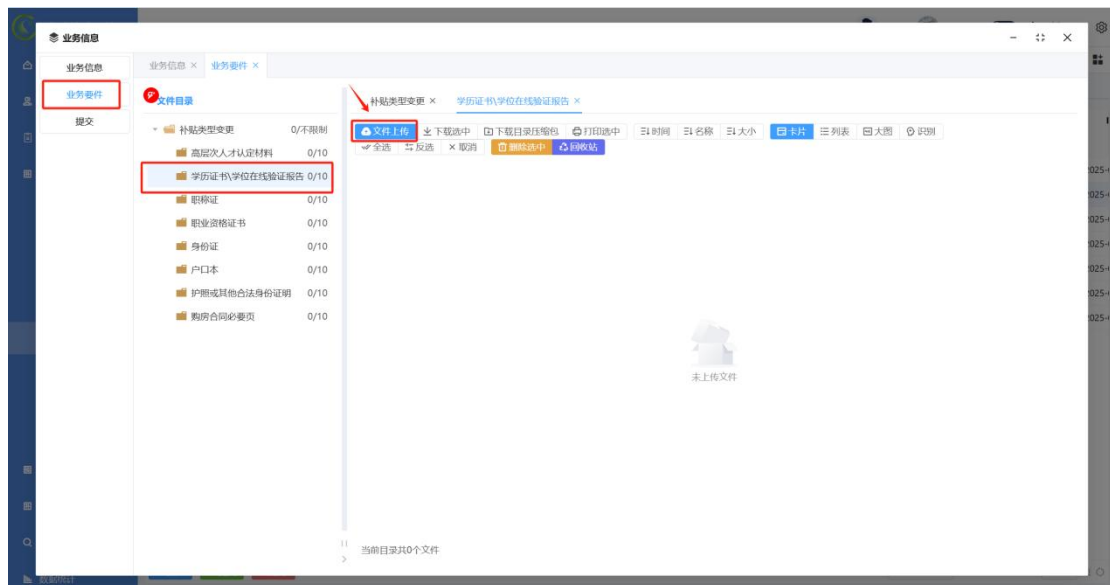 业务信息
业务信息
业务要件
提交
业务信息 × 业务要件 ×
文件目录
补贴类型变更 0/不限制
高层次人才认定材料 0/10
学历证书\学位在线验证报告 0/10
职称证 0/10
职业资格证书 0/10
身份证 0/10
户口本 0/10
护照或其他合法身份证明 0/10
购房合同必要页 0/10
补贴类型变更 × 学历证书\学位在线验证报告 ×
文件上传 下载选中 下载目录压缩包 打印选中 时间 名称 大小 卡片 列表 大图 识别
全选 反选 × 取消 删除选中 回收站
未上传文件
当前目录共0个文件
数据统计